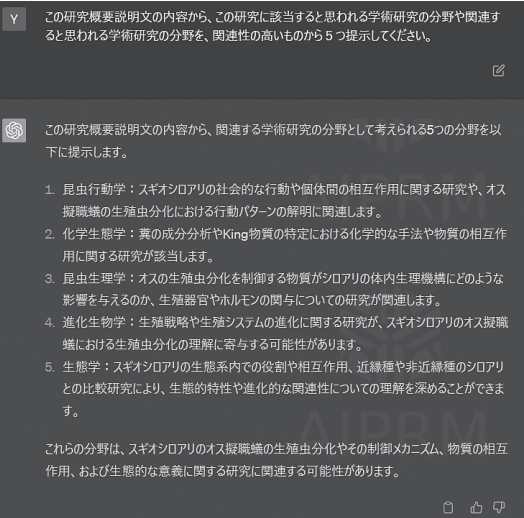 Y
この研究概要説明文の内容から、この研究に該当すると思われる学術研究の分野や関連す
ると思われる学術研究の分野を、関連性の高いものから5つ提示してください。
この研究概要説明文の内容から、関連する学術研究の分野として考えられる5つの分野を以
下に提示します。
1. 昆虫行動学：スギオシロアリの社会的な行動や個体間の相互作用に関する研究や、オス
擬職蟻の生殖虫分化における行動パターンの解明に関連します。
2. 化学生態学：糞の成分分析やKing物質の特定における化学的な手法や物質の相互作
用に関する研究が該当します。
3. 昆虫生理学：オスの生殖虫分化を制御する物質がシロアリの体内生理機構にどのような
影響を与えるのか、生殖器官やホルモンの関与についての研究が関連します。
4. 進化生物学：生殖戦略や生殖システムの進化に関する研究が、スギオシロアリのオス擬職
蟻における生殖虫分化の理解に寄与する可能性があります。
5. 生態学：スギオシロアリの生態系内での役割や相互作用、近縁種や非近縁種のシロアリ
との比較研究により、生態的特性や進化的な関連性についての理解を深めることができま
す。
これらの分野は、スギオシロアリのオス擬職蟻の生殖虫分化やその制御メカニズム、物質の相互
作用、および生態的な意義に関する研究に関連する可能性があります。
AIPRM
AIPRM